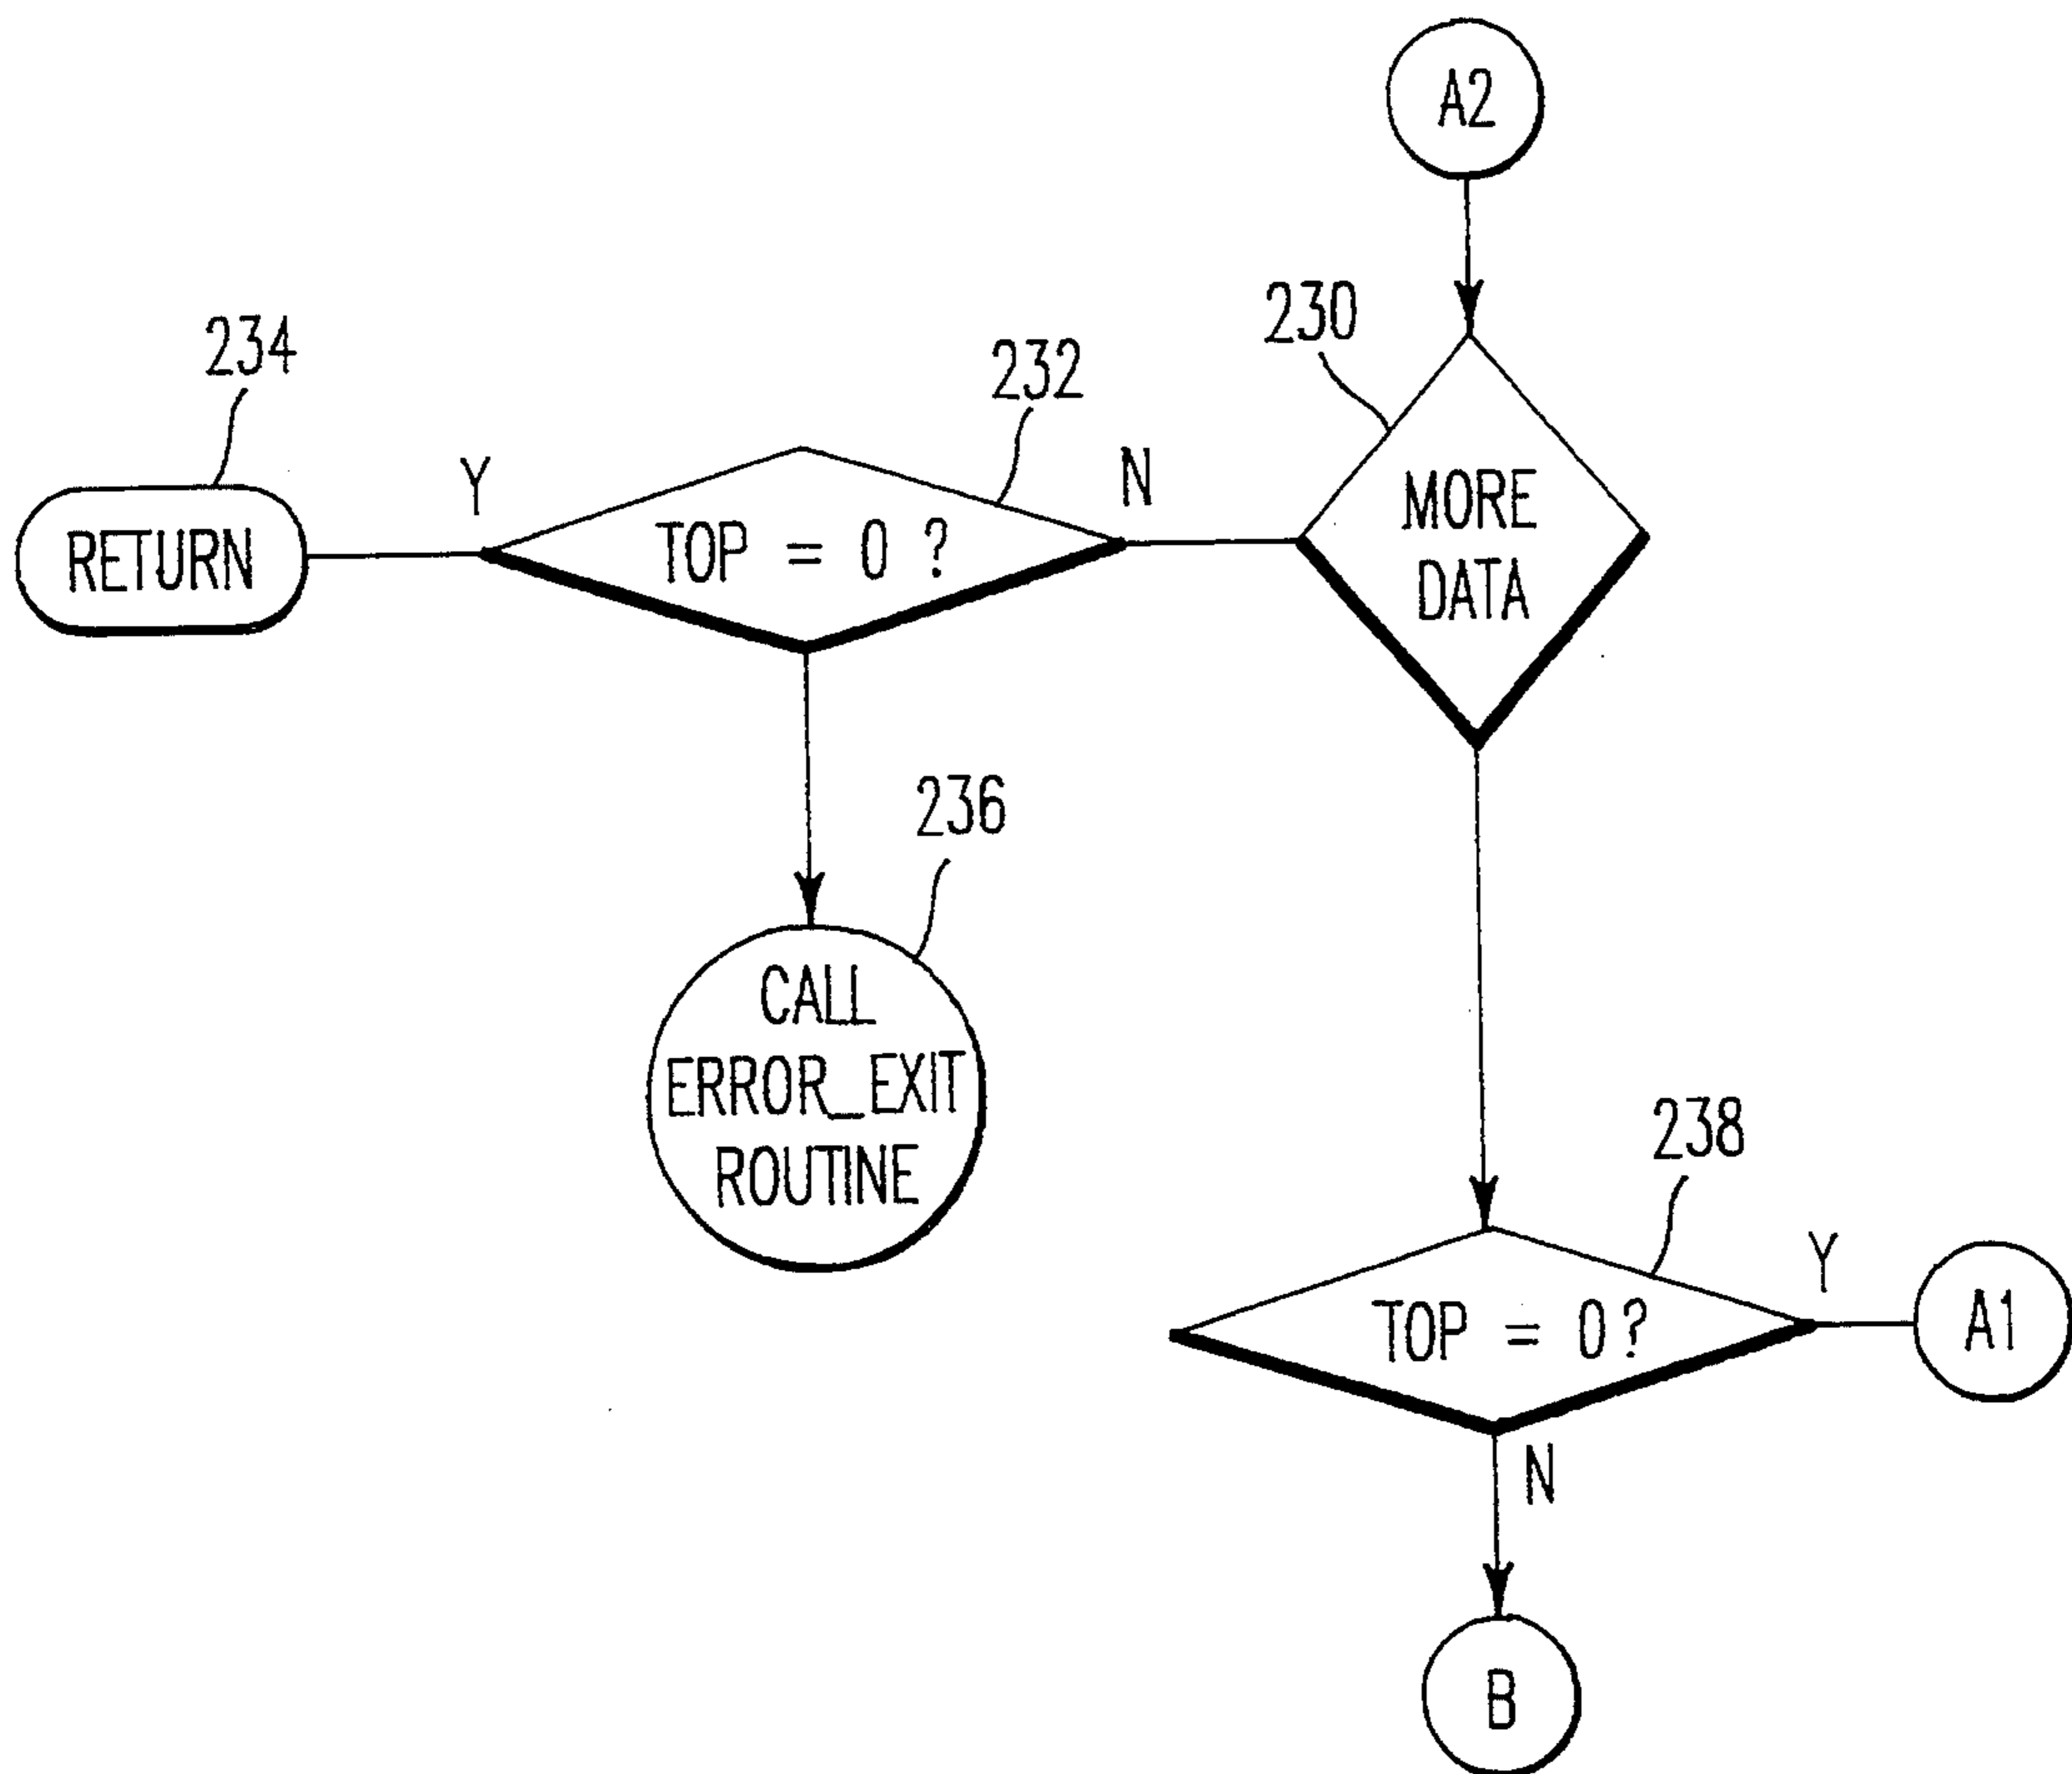 A2
230
234
232
Y
N
MORE
DATA
RETURN
TOP = 0 ?
236
CALL
ERROR_EXIT
ROUTINE
238
Y
TOP = 0 ?
A1
N
B